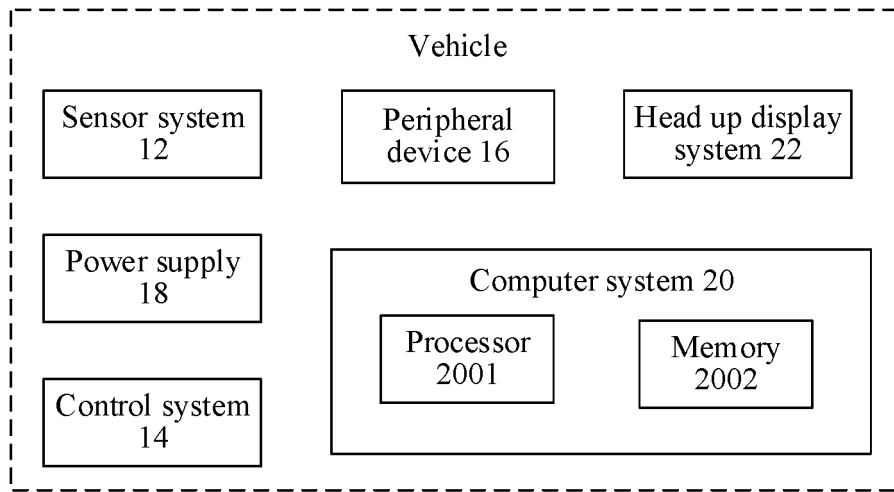 Vehicle
Sensor system
12
Peripheral
device 16
Head up display
system 22
Power supply
18
Computer system 20
Processor
2001
Memory
2002
Control system
14